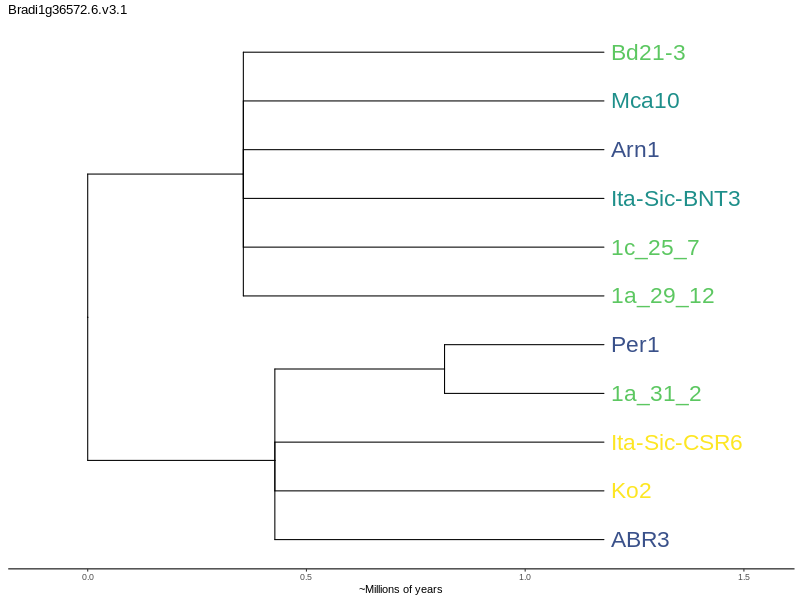 Bradi1g36572.6.v3.1
Bd21-3
Mca10
Arn1
Ita-Sic-BNT3
1c_25_7
1a_29_12
Per1
1a_31_2
Ita-Sic-CSR6
Ko2
ABR3
0.0 0.5 1.0 1.5
~Millions of years